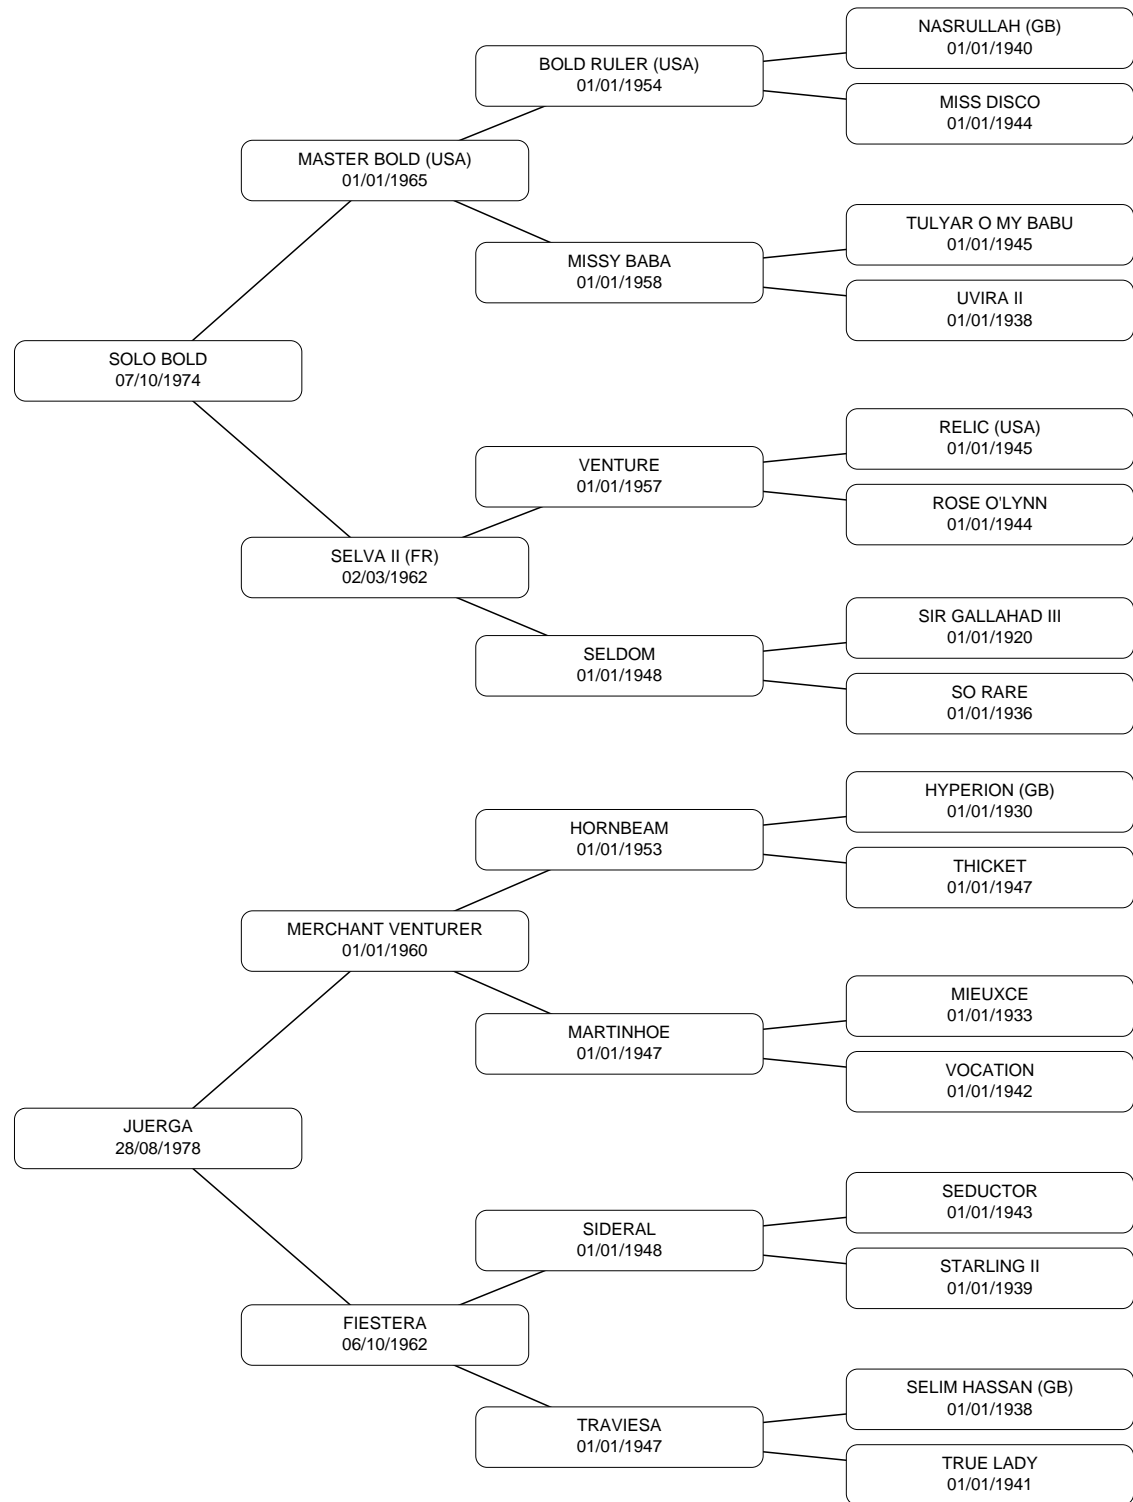 NASRULLAH (GB)
01/01/1940
BOLD RULER (USA)
01/01/1954
MISS DISCO
01/01/1944
MASTER BOLD (USA)
01/01/1965
TULYAR O MY BABU
01/01/1945
MISSY BABA
01/01/1958
UVIRA II
01/01/1938
SOLO BOLD
07/10/1974
RELIC (USA)
01/01/1945
VENTURE
01/01/1957
ROSE O'LYNN
01/01/1944
SELVA II (FR)
02/03/1962
SIR GALLAHAD III
01/01/1920
SELDOM
01/01/1948
SO RARE
01/01/1936
HYPERION (GB)
01/01/1930
HORNBEAM
01/01/1953
THICKET
01/01/1947
MERCHANT VENTURER
01/01/1960
MIEUXCE
01/01/1933
MARTINHOE
01/01/1947
VOCATION
01/01/1942
JUERGA
28/08/1978
SEDUCTOR
01/01/1943
SIDERAL
01/01/1948
STARLING II
01/01/1939
FIESTERA
06/10/1962
SELIM HASSAN (GB)
01/01/1938
TRAVIESA
01/01/1947
TRUE LADY
01/01/1941